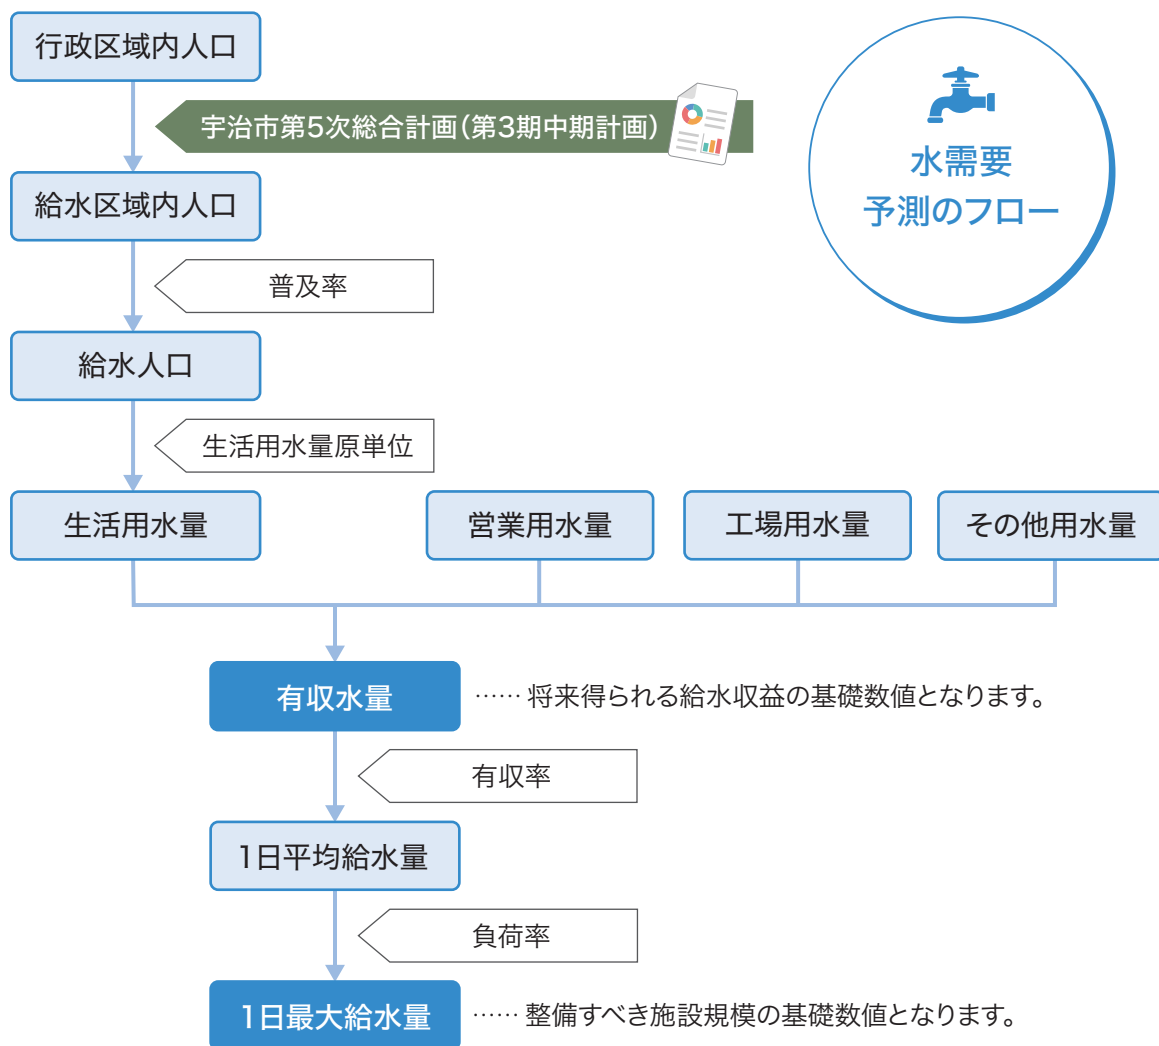 行政区域内人口
宇治市第5次総合計画(第3期中期計画)
水需要
予測のフロー
給水区域内人口
普及率
給水人口
生活用水量原単位
生活用水量
営業用水量
工場用水量
その他用水量
有収水量
……将来得られる給水収益の基礎数値となります。
有収率
1日平均給水量
負荷率
1日最大給水量
……整備すべき施設規模の基礎数値となります。